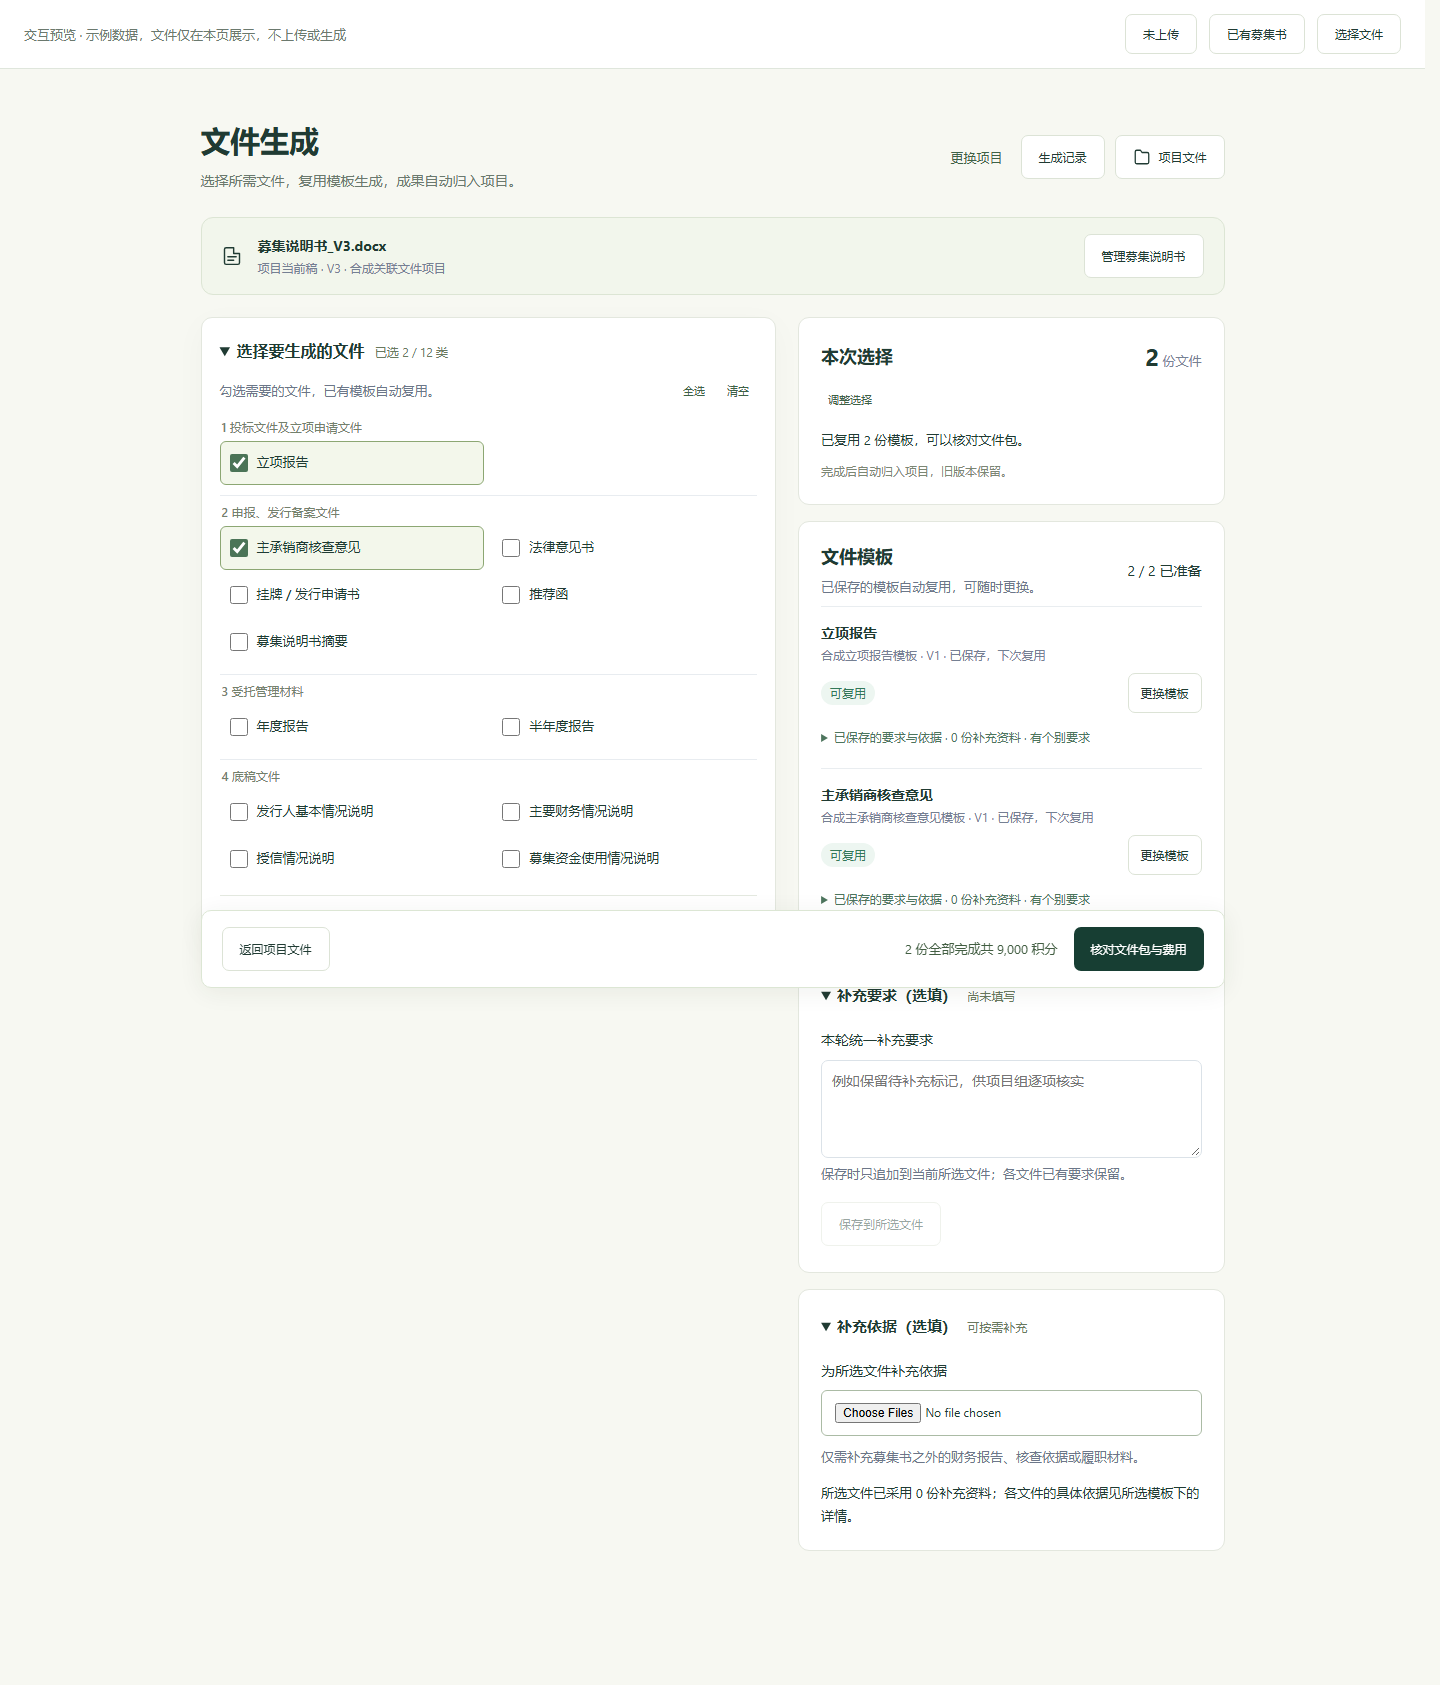 交互预览 · 示例数据，文件仅在本页展示，不上传或生成
未上传
已有募集书
选择文件
文件生成
选择所需文件，复用模板生成，成果自动归入项目。
更换项目
生成记录
项目文件
募集说明书_V3.docx
项目当前稿 · V3 · 合成关联文件项目
管理募集说明书
▼ 选择要生成的文件 已选 2 / 12 类
勾选需要的文件，已有模板自动复用。
全选
清空
1 投标文件及立项申请文件
立项报告
2 申报、发行备案文件
主承销商核查意见
法律意见书
挂牌 / 发行申请书
推荐函
募集说明书摘要
3 受托管理材料
年度报告
半年度报告
4 底稿文件
发行人基本情况说明
主要财务情况说明
授信情况说明
募集资金使用情况说明
本次选择
2 份文件
调整选择
已复用 2 份模板，可以核对文件包。
完成后自动归入项目，旧版本保留。
文件模板
已保存的模板自动复用，可随时更换。
2 / 2 已准备
立项报告
合成立项报告模板 · V1 · 已保存，下次复用
可复用
更换模板
▶ 已保存的要求与依据 · 0 份补充资料 · 有个别要求
主承销商核查意见
合成主承销商核查意见模板 · V1 · 已保存，下次复用
可复用
更换模板
▶ 已保存的要求与依据 · 0 份补充资料 · 有个别要求
返回项目文件
2 份全部完成共 9,000 积分
核对文件包与费用
▼ 补充要求（选填） 尚未填写
本轮统一补充要求
例如保留待补充标记，供项目组逐项核实
保存时只追加到当前所选文件；各文件已有要求保留。
保存到所选文件
▼ 补充依据（选填） 可按需补充
为所选文件补充依据
Choose Files No file chosen
仅需补充募集书之外的财务报告、核查依据或履职材料。
所选文件已采用 0 份补充资料；各文件的具体依据见所选模板下的
详情。